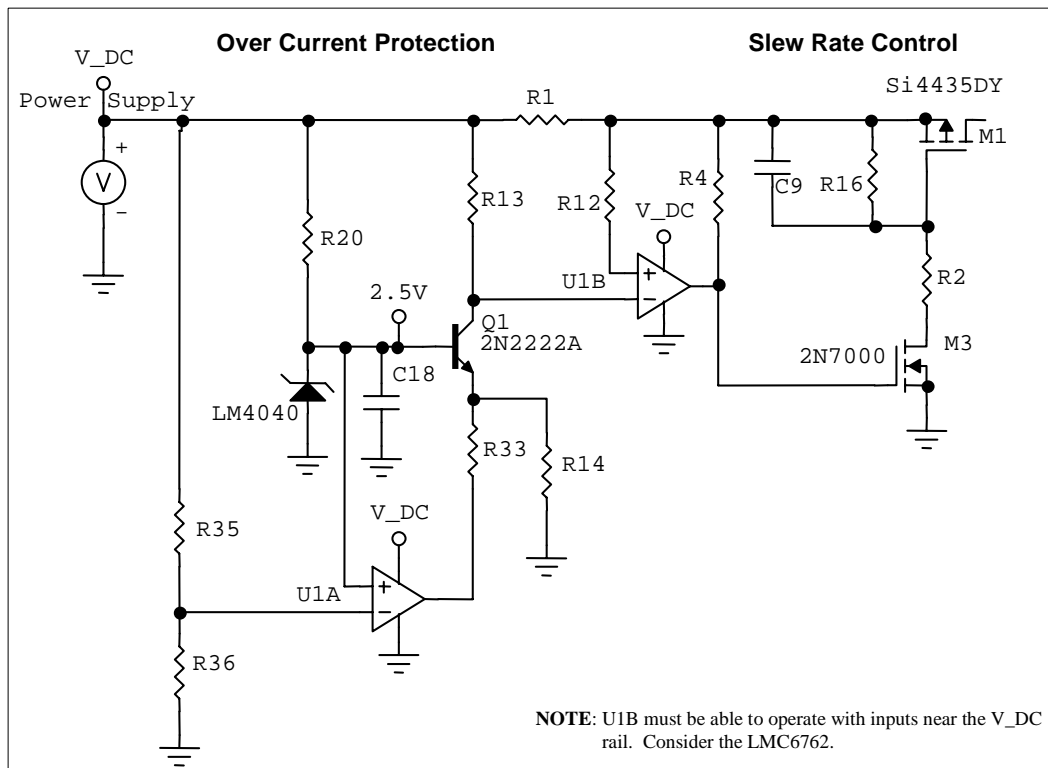 Over Current Protection
Slew Rate Control
V_DC
Si4435DY
Power Supply
R1
M1
+
V
-
R13
R12
R4
C9
R16
V_DC
R20
+
-
U1B
R2
2.5V
Q1
2N2222A
M3
2N7000
C18
LM4040
R33
R14
V_DC
R35
+
-
U1A
R36
NOTE: U1B must be able to operate with inputs near the V_DC
rail. Consider the LMC6762.